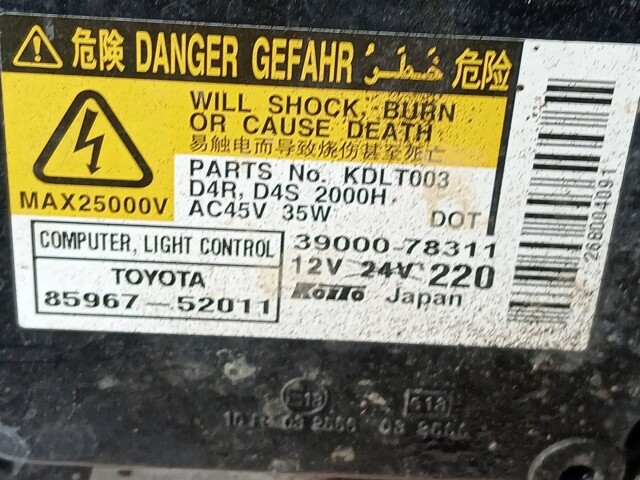 危険 DANGER GEFAHR خطر 危险
WILL SHOCK, BURN
OR CAUSE DEATH
易触电而导致烧伤甚至死亡
MAX25000V
PARTS No. KDLT003
D4R, D4S 2000H
AC45V 35W DOT
COMPUTER, LIGHT CONTROL
TOYOTA
85967-52011
39000-78311
12V 24V 220
KOITO Japan
268004091